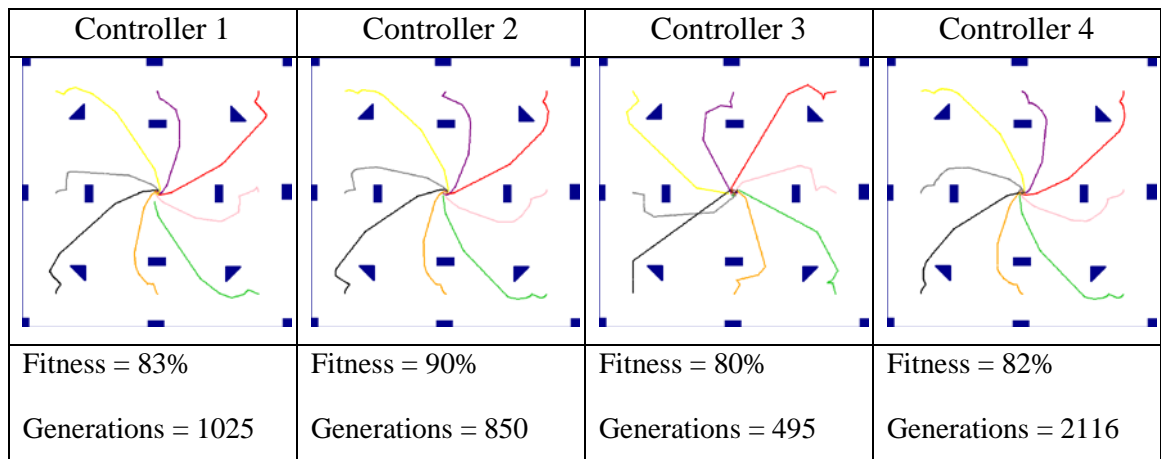 Controller 1
Controller 2
Controller 3
Controller 4
Fitness = 83%
Generations = 1025
Fitness = 90%
Generations = 850
Fitness = 80%
Generations = 495
Fitness = 82%
Generations = 2116